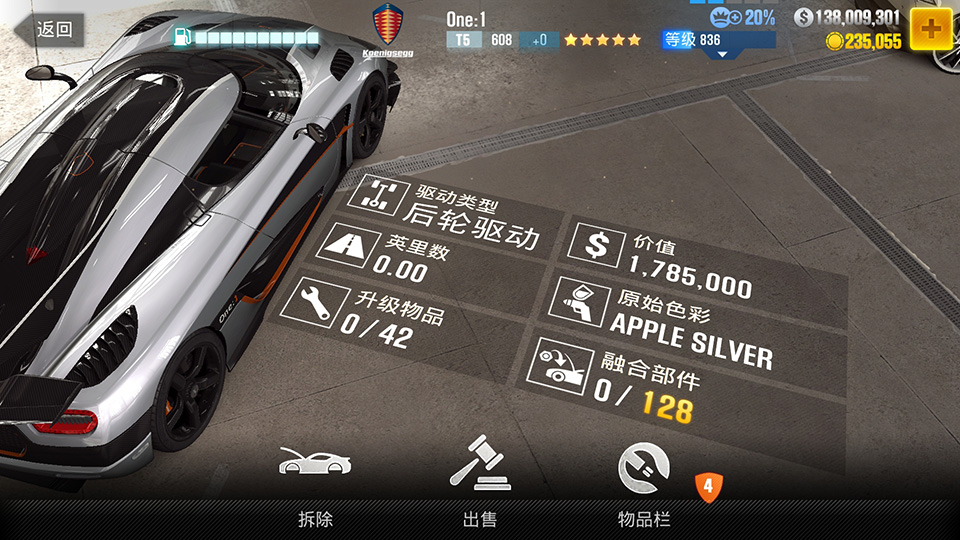 返回
Koenigsegg
One:1
T5 608 +0
20%
等级 836
138,009,301
235,055
驱动类型
后轮驱动
英里数
0.00
升级物品
0/42
价值
1,785,000
原始色彩
APPLE SILVER
融合部件
0/128
One:1
拆除
出售
物品栏
4